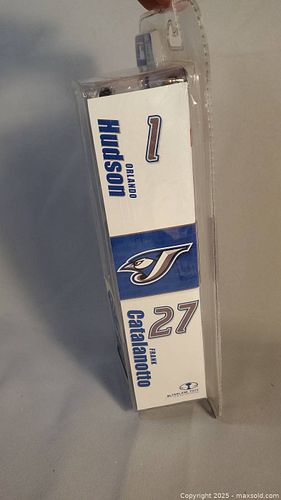 1
ORLANDO
Hudson
J
27
FRANK
Catalanotto
Copyright 2025 - maxsold.com